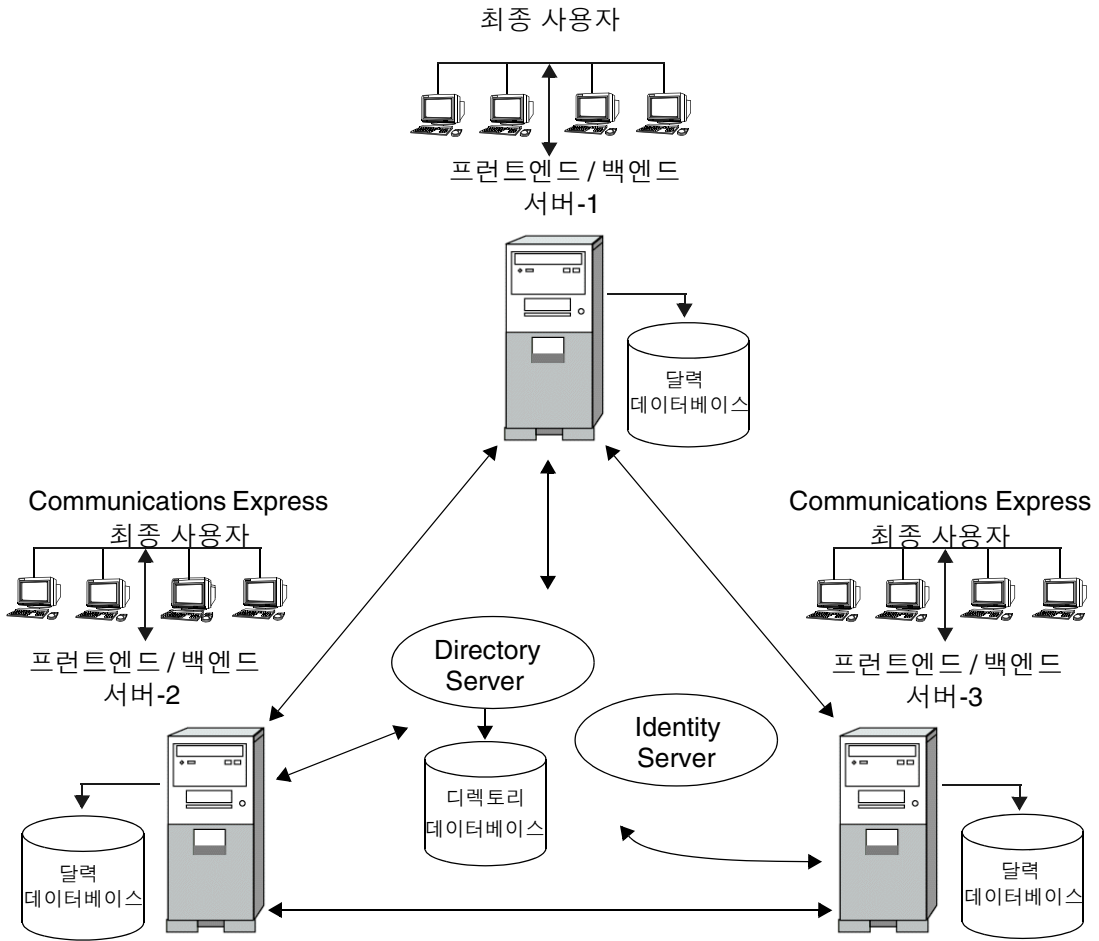 최종 사용자
프런트엔드 / 백엔드
서버-1
달력
데이터베이스
Communications Express
최종 사용자
프런트엔드 / 백엔드
서버-2
달력
데이터베이스
Directory
Server
디렉토리
데이터베이스
Identity
Server
Communications Express
최종 사용자
프런트엔드 / 백엔드
서버-3
달력
데이터베이스